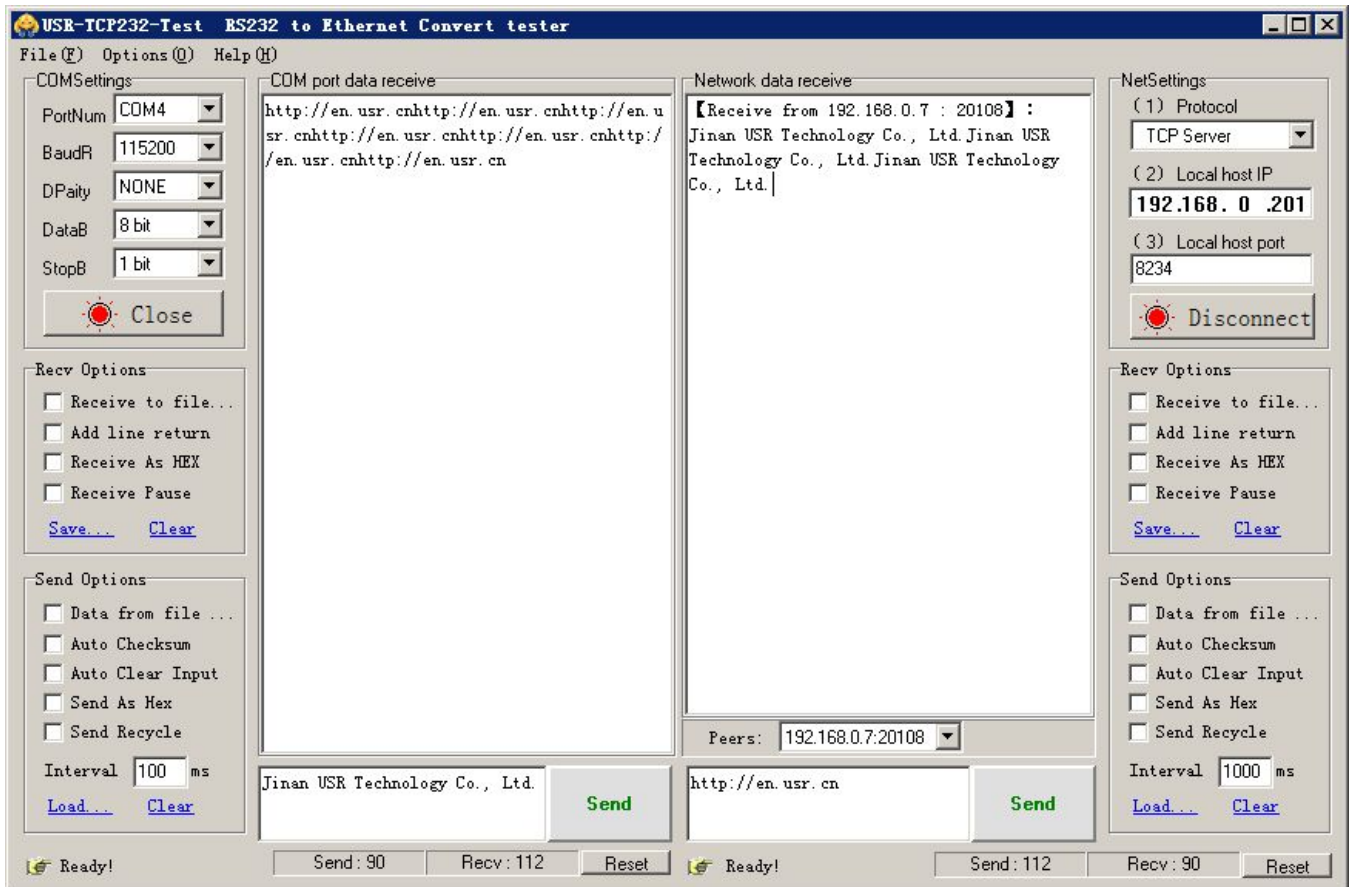 USR-TCP232-Test RS232 to Ethernet Convert tester
File(F) Options(O) Help(H)
COMSettings
PortNum COM4
BaudR 115200
DPaity NONE
DataB 8 bit
StopB 1 bit
Close
Recv Options
Receive to file...
Add line return
Receive As HEX
Receive Pause
Save... Clear
Send Options
Data from file ...
Auto Checksum
Auto Clear Input
Send As Hex
Send Recycle
Interval 100 ms
Load... Clear
Ready!
COM port data receive
http://en.usr.cnhttp://en.usr.cnhttp://en.u
sr.cnhttp://en.usr.cnhttp://en.usr.cnhttp:/
/en.usr.cnhttp://en.usr.cn
Jinan USR Technology Co., Ltd.
Send
Send : 90 Recv : 112 Reset
Network data receive
【Receive from 192.168.0.7 : 20108】:
Jinan USR Technology Co., Ltd.Jinan USR
Technology Co., Ltd.Jinan USR Technology
Co., Ltd.
Peers: 192.168.0.7:20108
http://en.usr.cn
Send
Ready!
Send : 112 Recv : 90 Reset
NetSettings
(1) Protocol
TCP Server
(2) Local host IP
192.168. 0 .201
(3) Local host port
8234
Disconnect
Recv Options
Receive to file...
Add line return
Receive As HEX
Receive Pause
Save... Clear
Send Options
Data from file ...
Auto Checksum
Auto Clear Input
Send As Hex
Send Recycle
Interval 1000 ms
Load... Clear